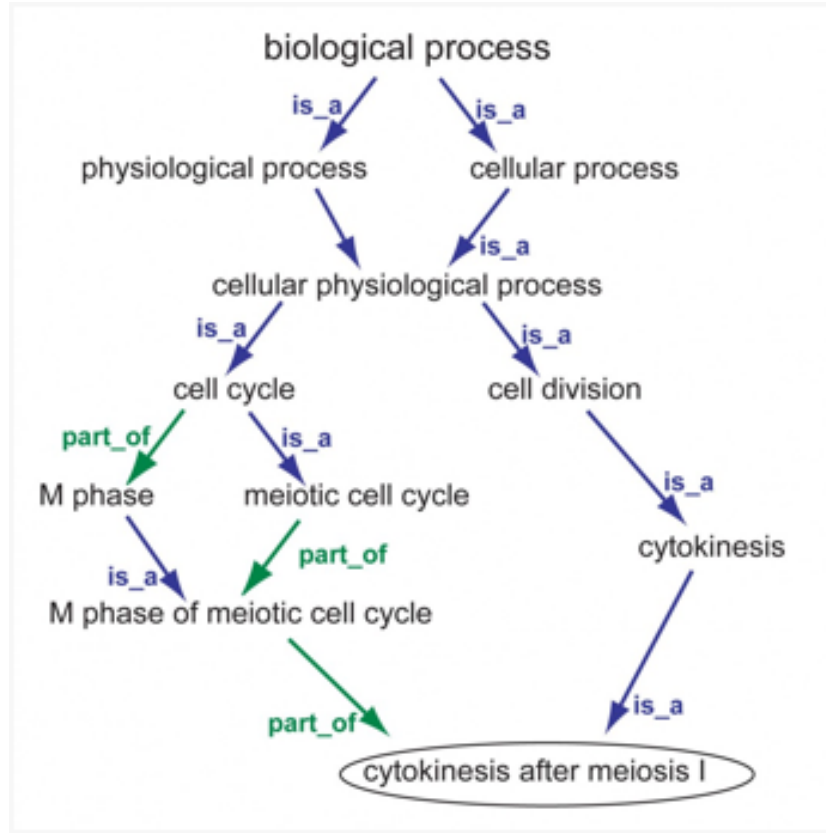 biological process
is_a
is_a
physiological process
cellular process
is_a
cellular physiological process
is_a
is_a
cell cycle
cell division
part_of
is_a
is_a
M phase
meiotic cell cycle
part_of
cytokinesis
is_a
M phase of meiotic cell cycle
part_of
is_a
cytokinesis after meiosis I